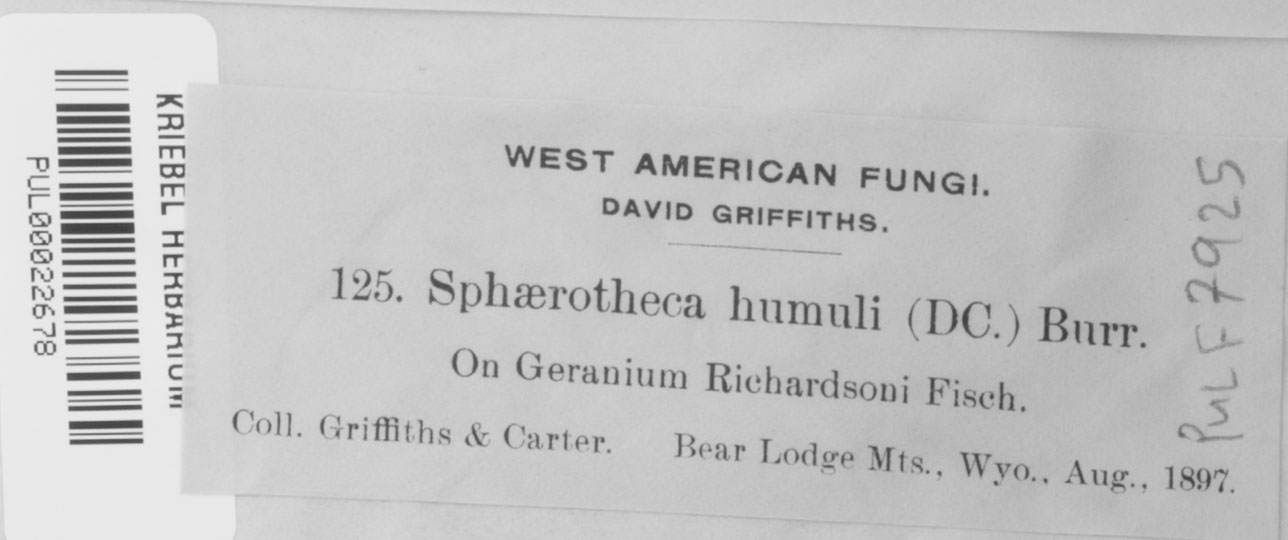 KRIEBEL HERBARIUM
PUL00022678
WEST AMERICAN FUNGI.
DAVID GRIFFITHS.
125. Sphærotheca humuli (DC.) Burr.
On Geranium Richardsoni Fisch.
Coll. Griffiths & Carter. Bear Lodge Mts., Wyo., Aug., 1897.
PUL F 7925